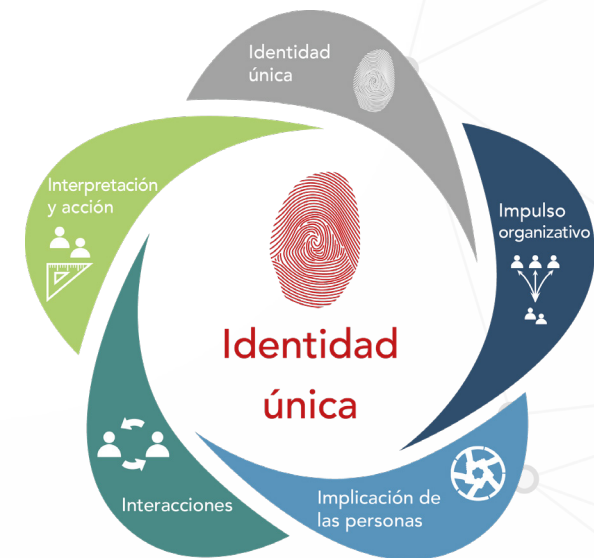 Identidad
única
Impulso
organizativo
Implicación de
las personas
Interacciones
Interpretación
y acción
Identidad
única